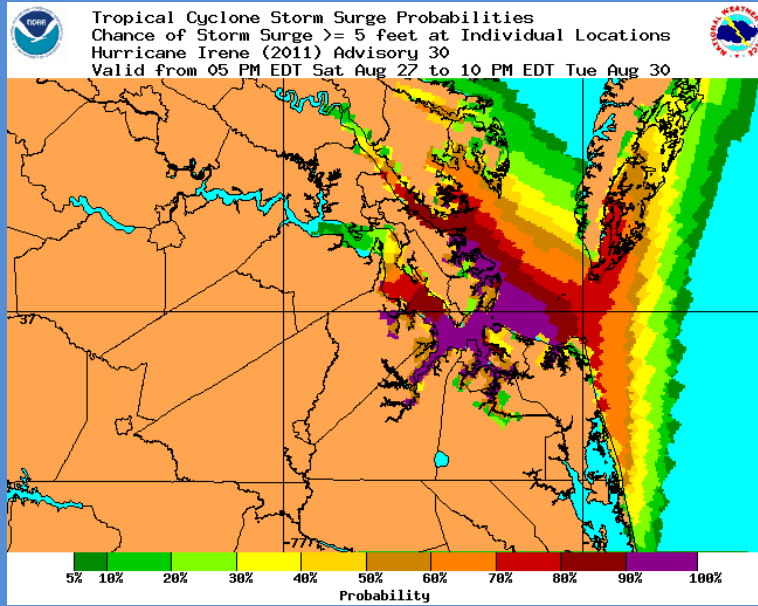 Tropical Cyclone Storm Surge Probabilities
Chance of Storm Surge >= 5 feet at Individual Locations
Hurricane Irene (2011) Advisory 30
Valid from 05 PM EDT Sat Aug 27 to 10 PM EDT Tue Aug 30
NOAA
NATIONAL WEATHER
37
-77
5% 10% 20% 30% 40% 50% 60% 70% 80% 90% 100%
Probability